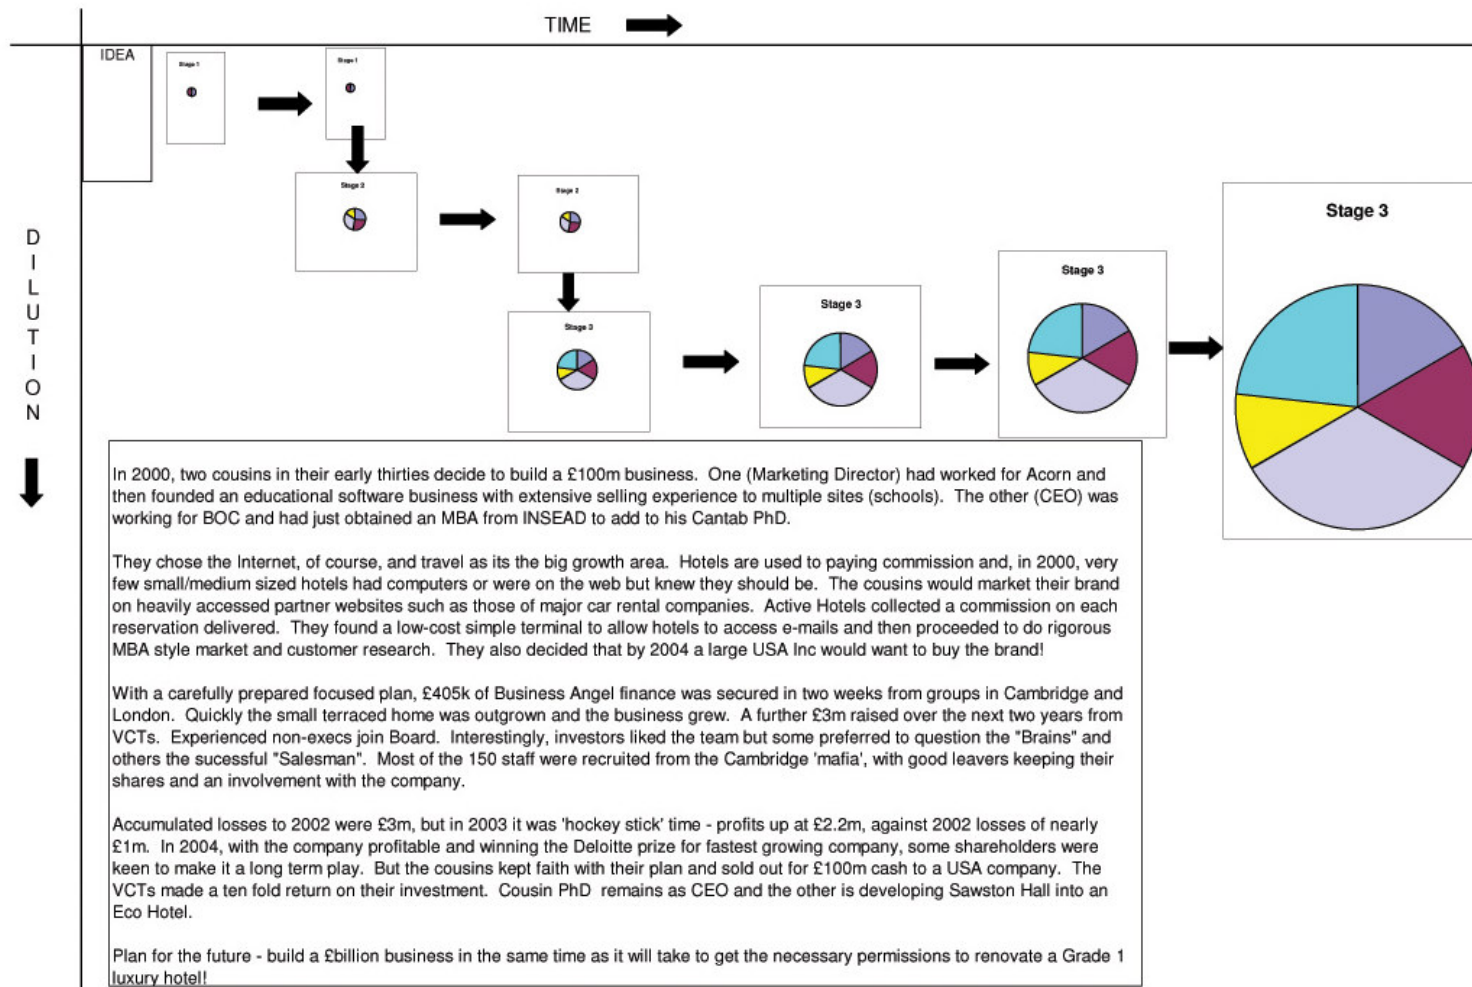 TIME
IDEA
Stage 1
Stage 1
Stage 2
Stage 2
Stage 3
Stage 3
Stage 3
Stage 3
DILUTION
In 2000, two cousins in their early thirties decide to build a £100m business. One (Marketing Director) had worked for Acorn and
then founded an educational software business with extensive selling experience to multiple sites (schools). The other (CEO) was
working for BOC and had just obtained an MBA from INSEAD to add to his Cantab PhD.
They chose the Internet, of course, and travel as its the big growth area. Hotels are used to paying commission and, in 2000, very
few small/medium sized hotels had computers or were on the web but knew they should be. The cousins would market their brand
on heavily accessed partner websites such as those of major car rental companies. Active Hotels collected a commission on each
reservation delivered. They found a low-cost simple terminal to allow hotels to access e-mails and then proceeded to do rigorous
MBA style market and customer research. They also decided that by 2004 a large USA Inc would want to buy the brand!
With a carefully prepared focused plan, £405k of Business Angel finance was secured in two weeks from groups in Cambridge and
London. Quickly the small terraced home was outgrown and the business grew. A further £3m raised over the next two years from
VCTs. Experienced non-execs join Board. Interestingly, investors liked the team but some preferred to question the "Brains" and
others the sucessful "Salesman". Most of the 150 staff were recruited from the Cambridge 'mafia', with good leavers keeping their
shares and an involvement with the company.
Accumulated losses to 2002 were £3m, but in 2003 it was 'hockey stick' time - profits up at £2.2m, against 2002 losses of nearly
£1m. In 2004, with the company profitable and winning the Deloitte prize for fastest growing company, some shareholders were
keen to make it a long term play. But the cousins kept faith with their plan and sold out for £100m cash to a USA company. The
VCTs made a ten fold return on their investment. Cousin PhD remains as CEO and the other is developing Sawston Hall into an
Eco Hotel.
Plan for the future - build a £billion business in the same time as it will take to get the necessary permissions to renovate a Grade 1
luxury hotel!